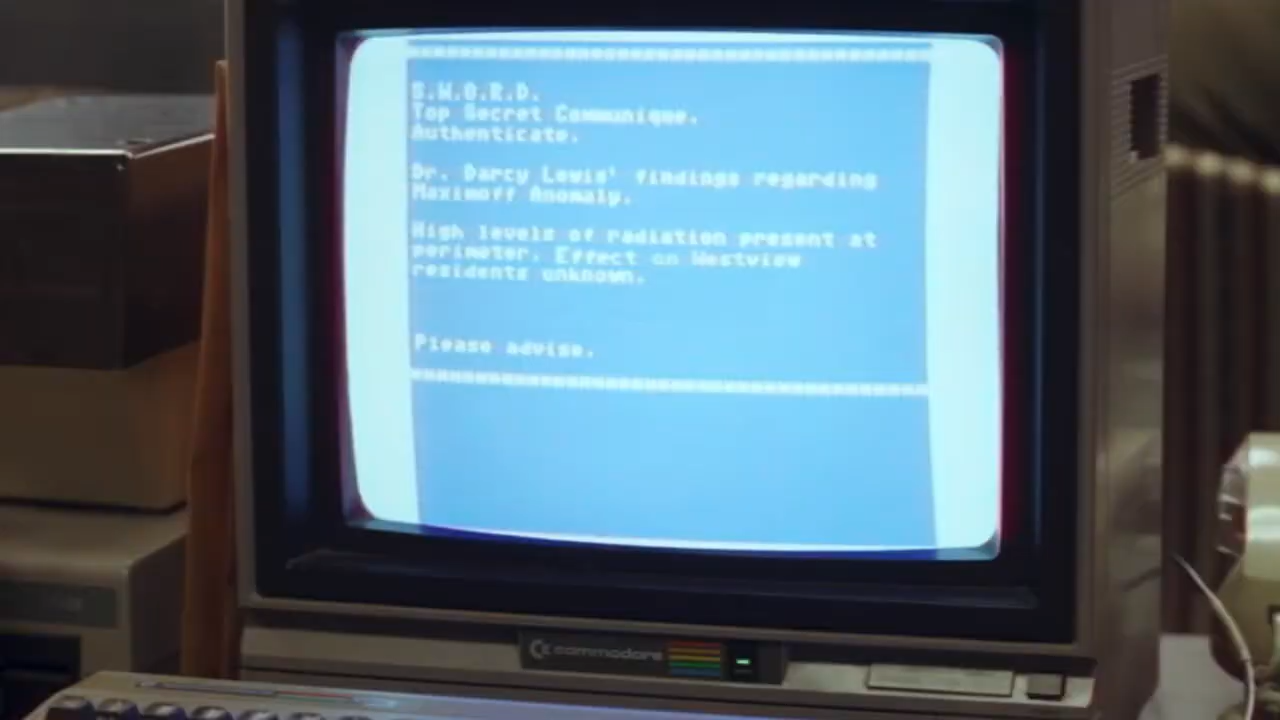 S.W.O.R.D.
Top Secret Communique.
Authenticate.
Dr. Darcy Lewis' findings regarding
Maximoff Anomaly.
High levels of radiation present at
perimeter. Effect on Westview
residents unknown.
Please advise.
commodore